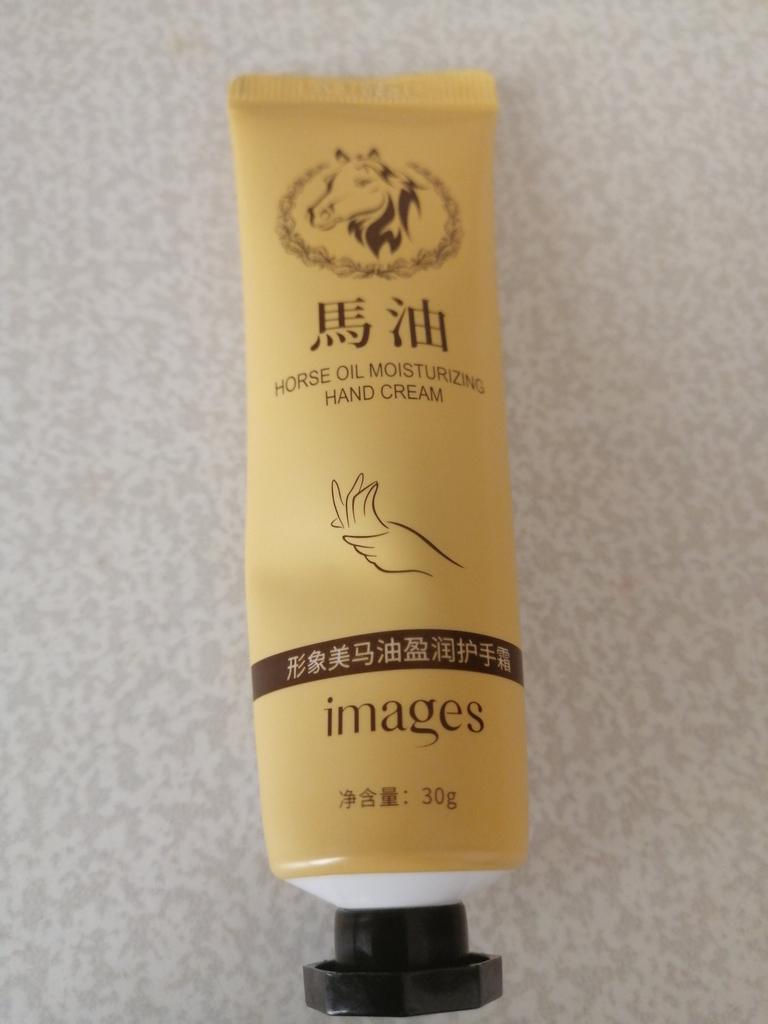 馬油
HORSE OIL MOISTURIZING
HAND CREAM
形象美马油盈润护手霜
images
净含量：30g